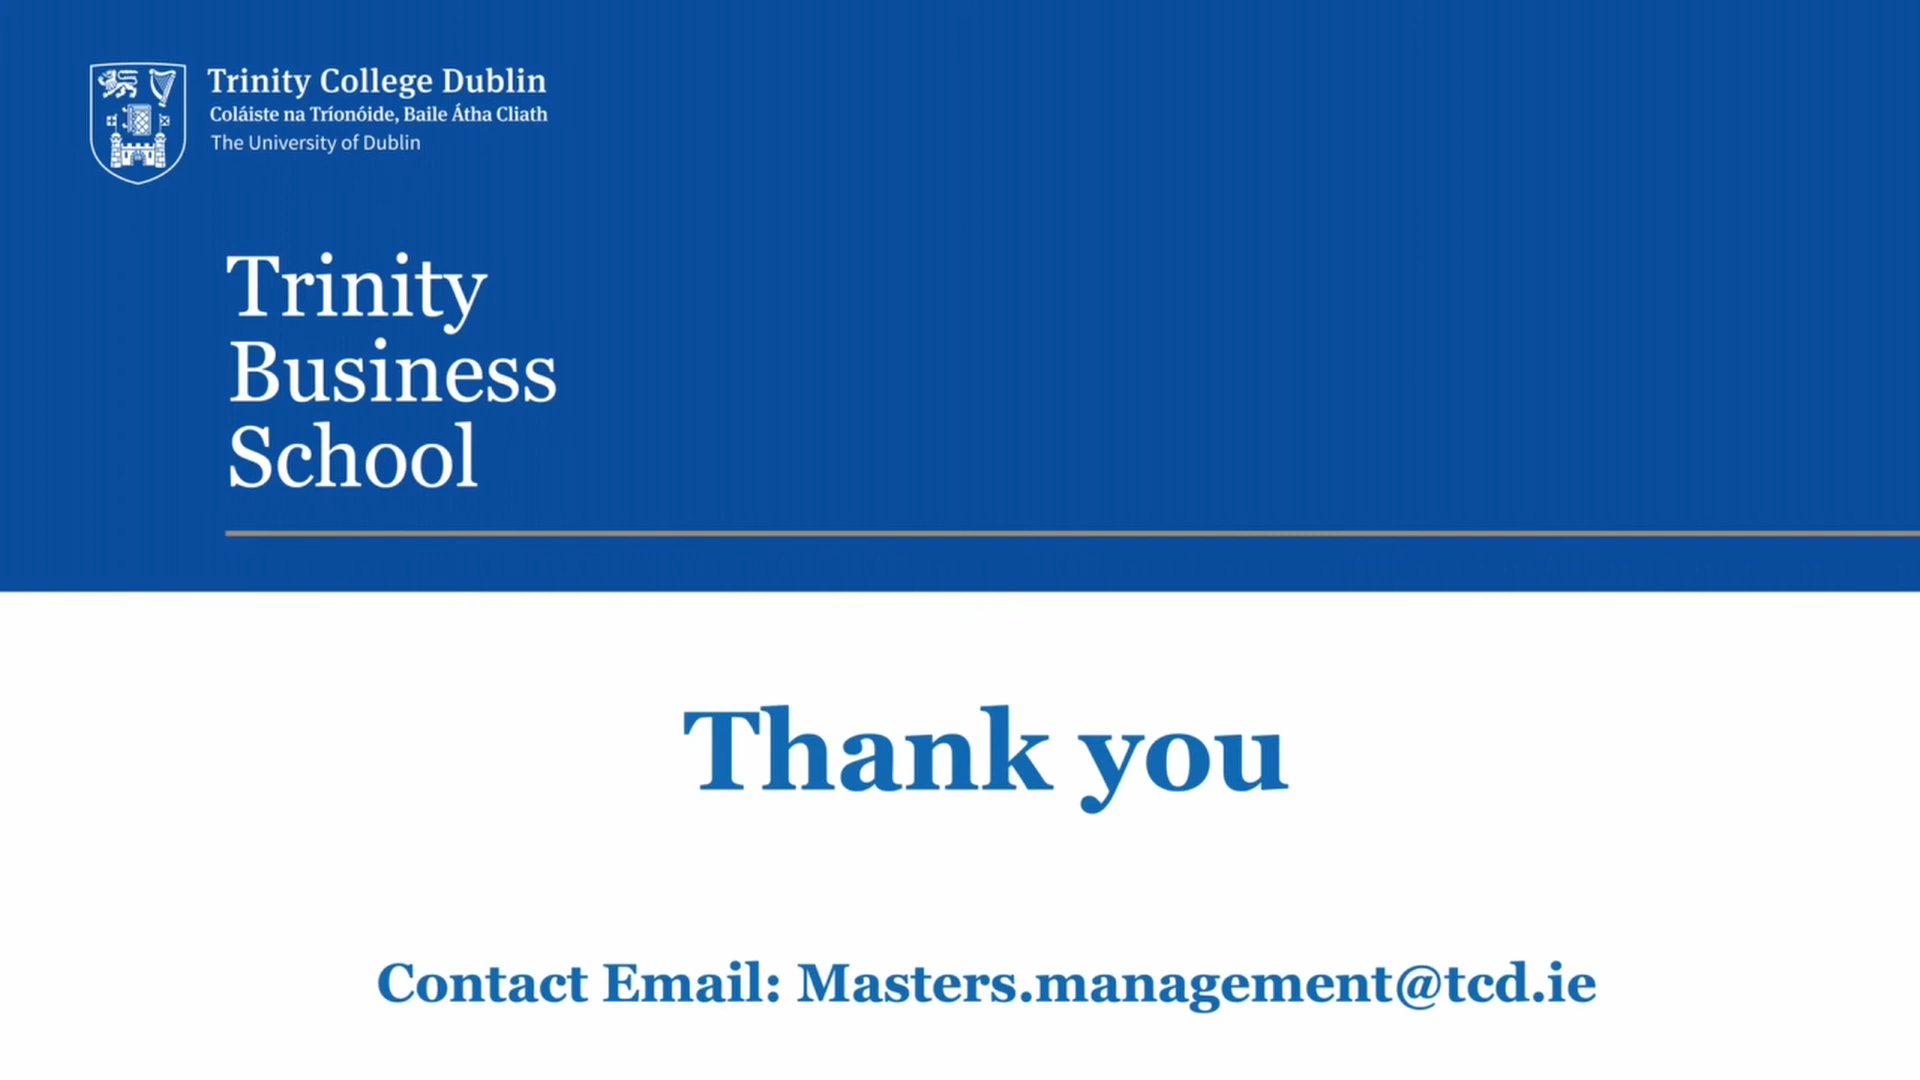 Trinity College Dublin
Coláiste na Tríonóide, Baile Átha Cliath
The University of Dublin
Trinity
Business
School
Thank you
Contact Email: Masters.management@tcd.ie